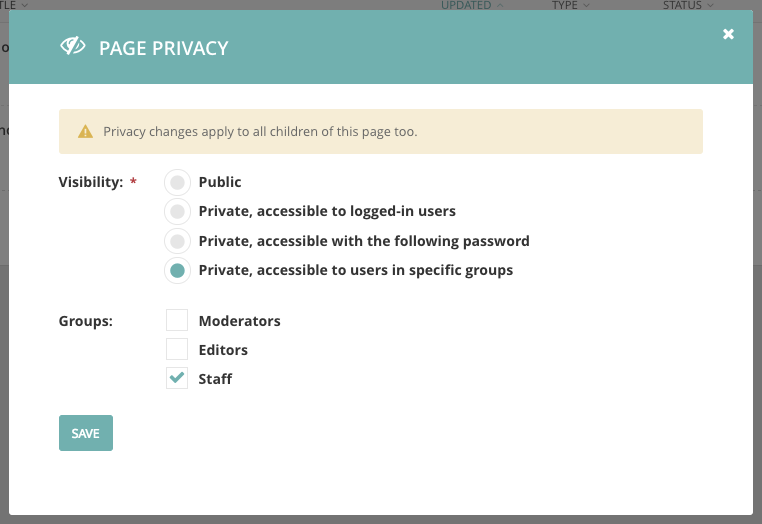 UPDATED TYPE STATUS
PAGE PRIVACY
Privacy changes apply to all children of this page too.
Visibility: * Public
Private, accessible to logged-in users
Private, accessible with the following password
Private, accessible to users in specific groups
Groups: Moderators
Editors
Staff
SAVE